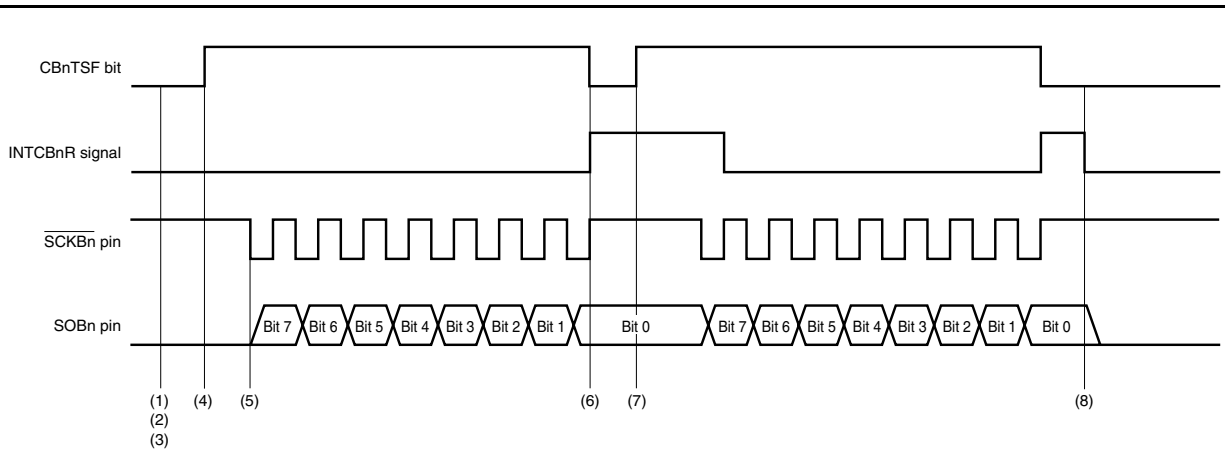 CBnTSF bit
INTCBnR signal
SCKBn pin
SOBn pin
Bit 7 Bit 6 Bit 5 Bit 4 Bit 3 Bit 2 Bit 1 Bit 0 Bit 7 Bit 6 Bit 5 Bit 4 Bit 3 Bit 2 Bit 1 Bit 0
(1) (4) (5) (6) (7) (8)
(2)
(3)